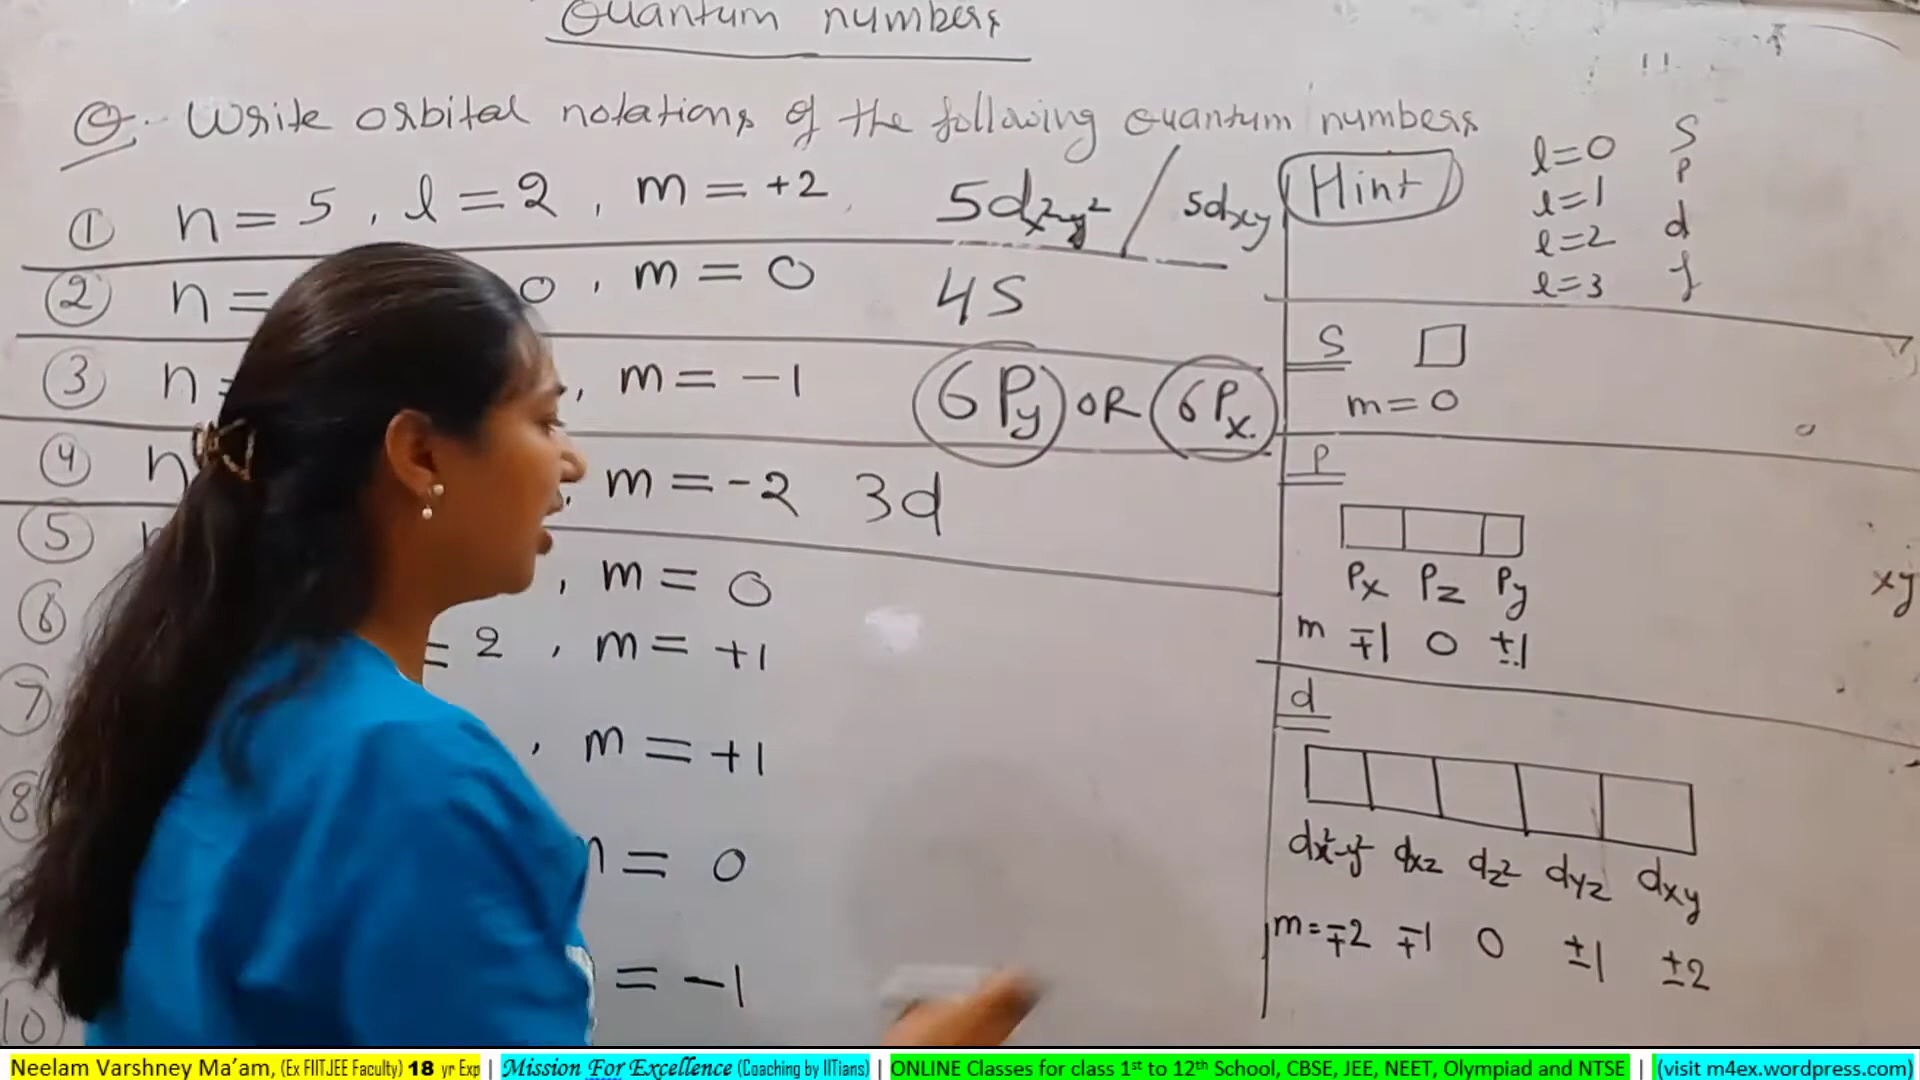 Quantum numbers
Q. Write orbital notations of the following Quantum numbers
① n = 5 , l = 2 , m = +2 5dx²-y² / 5dxy
② n = 0 , m = 0 4S
③ n = , m = -1 6Py OR 6Px
④ n , m = -2 3d
⑤ n , m = 0
⑥ = 2 , m = +1
⑦ , m = +1
⑧ m = 0
= -1
10
Hint
l=0 S
l=1 p
l=2 d
l=3 f
S
m=0
P
Px Pz Py
m ∓1 0 ±1
xy
d
dx²-y² dxz dz² dyz dxy
m= ∓2 ∓1 0 ±1 ±2
Neelam Varshney Ma'am, (Ex FIITJEE Faculty) 18 yr Exp | Mission For Excellence (Coaching by IITians) | ONLINE Classes for class 1st to 12th School, CBSE, JEE, NEET, Olympiad and NTSE | (visit m4ex.wordpress.com)